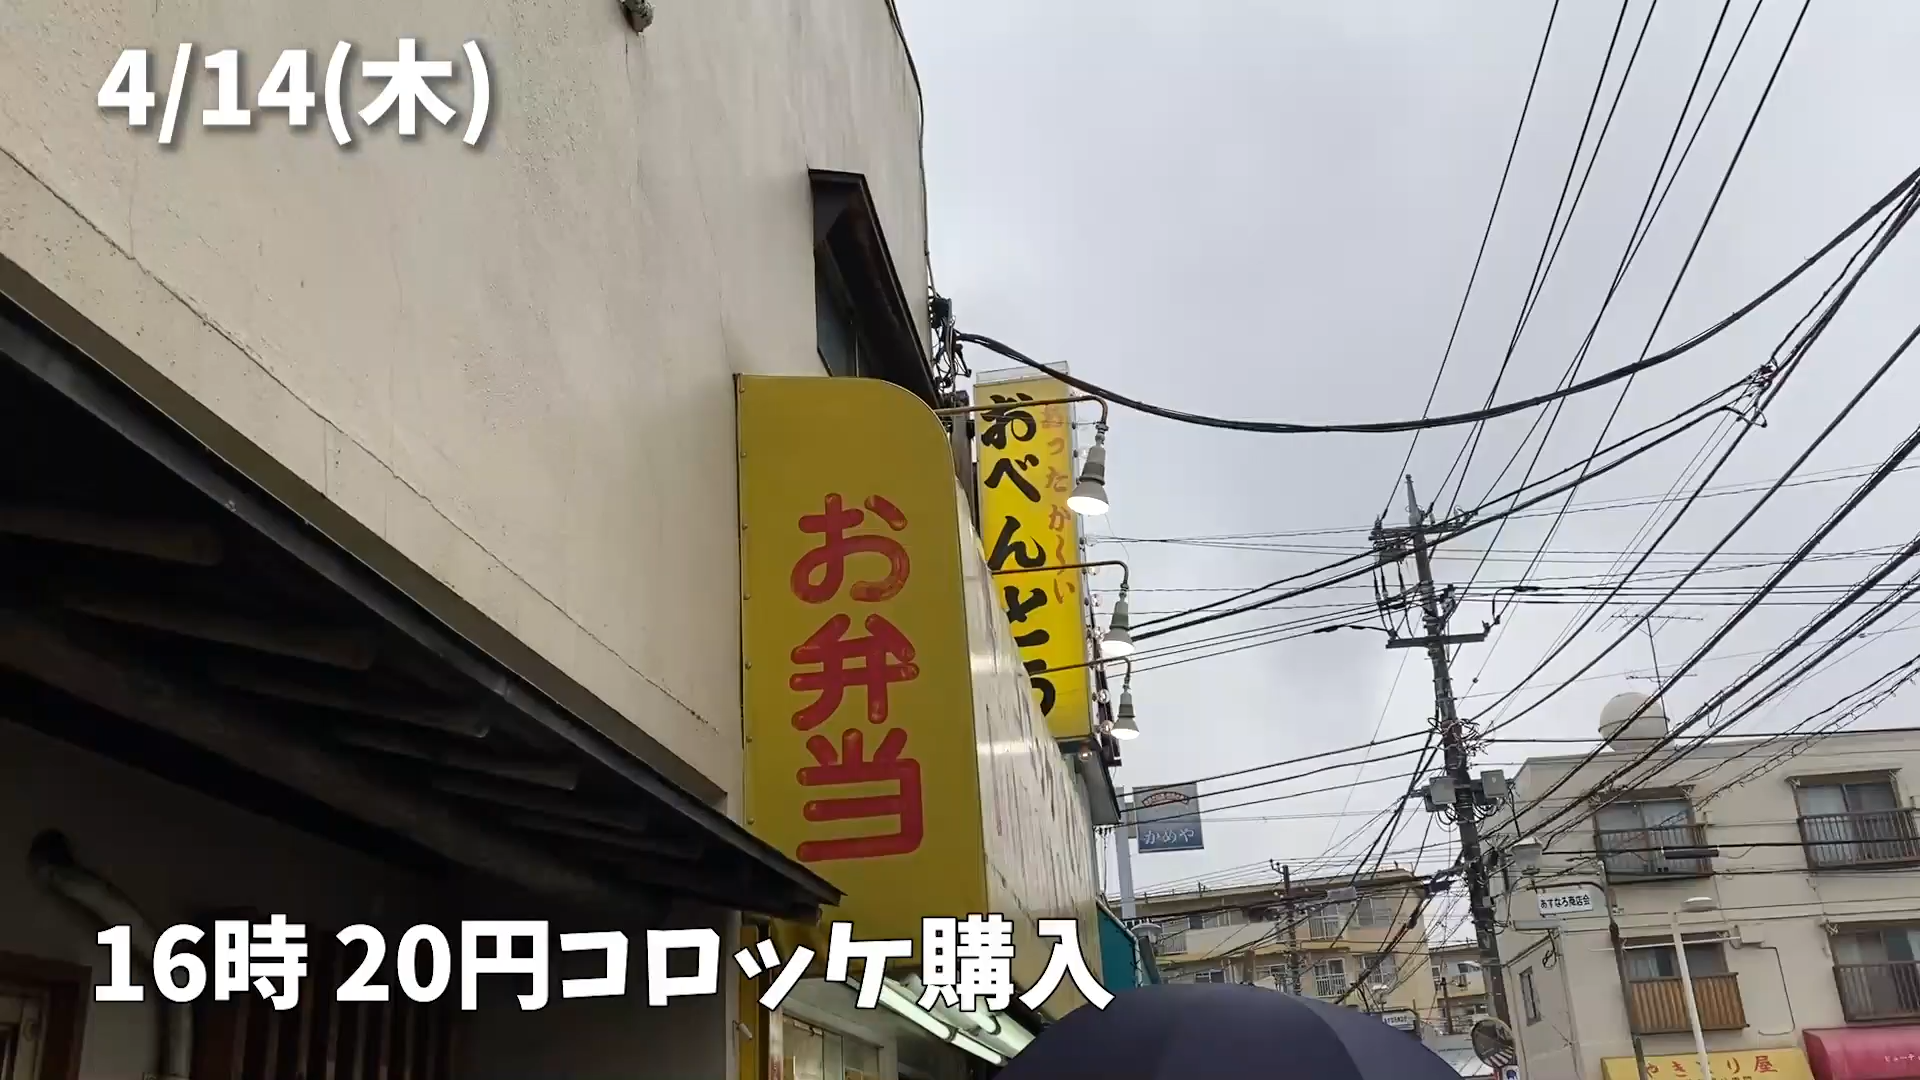 4/14(木)
お弁当
おべんとう
あったか〜い
かめや
あすなろ商店会
やきとり屋
16時 20円コロッケ購入